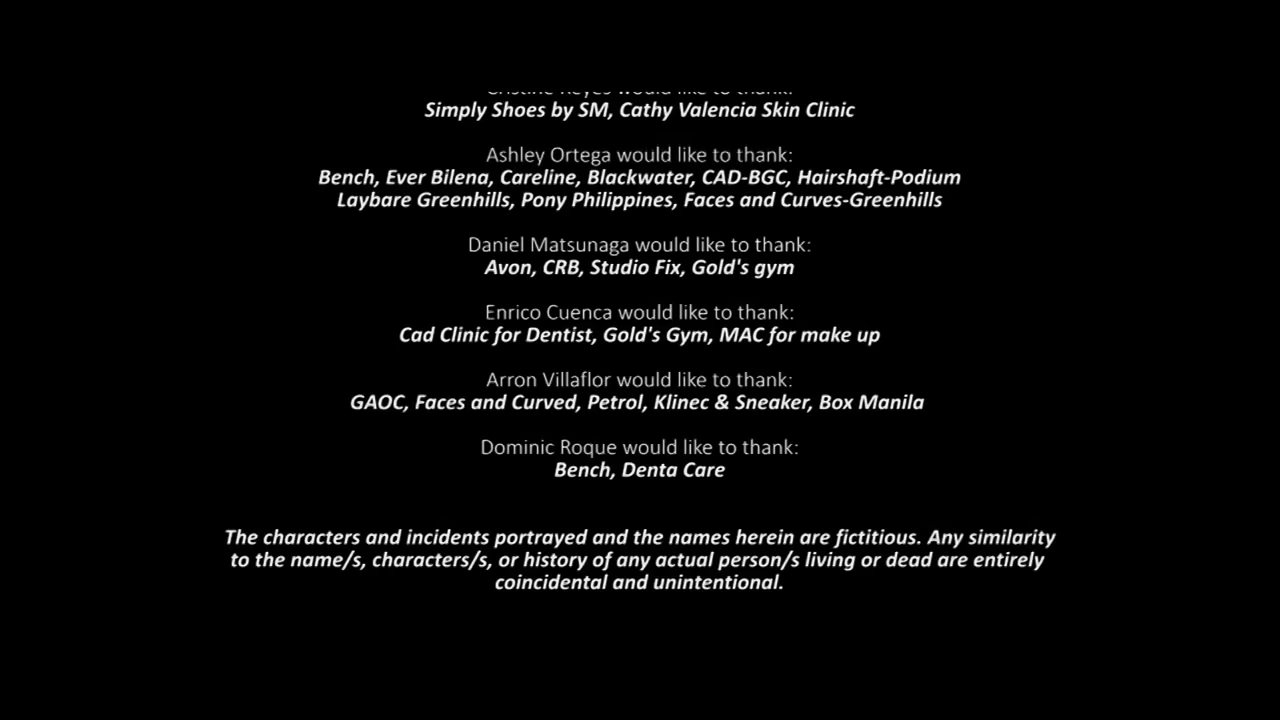 would like to thank:
Simply Shoes by SM, Cathy Valencia Skin Clinic
Ashley Ortega would like to thank:
Bench, Ever Bilena, Careline, Blackwater, CAD-BGC, Hairshaft-Podium
Laybare Greenhills, Pony Philippines, Faces and Curves-Greenhills
Daniel Matsunaga would like to thank:
Avon, CRB, Studio Fix, Gold's gym
Enrico Cuenca would like to thank:
Cad Clinic for Dentist, Gold's Gym, MAC for make up
Arron Villaflor would like to thank:
GAOC, Faces and Curved, Petrol, Klinec & Sneaker, Box Manila
Dominic Roque would like to thank:
Bench, Denta Care
The characters and incidents portrayed and the names herein are fictitious. Any similarity
to the name/s, characters/s, or history of any actual person/s living or dead are entirely
coincidental and unintentional.